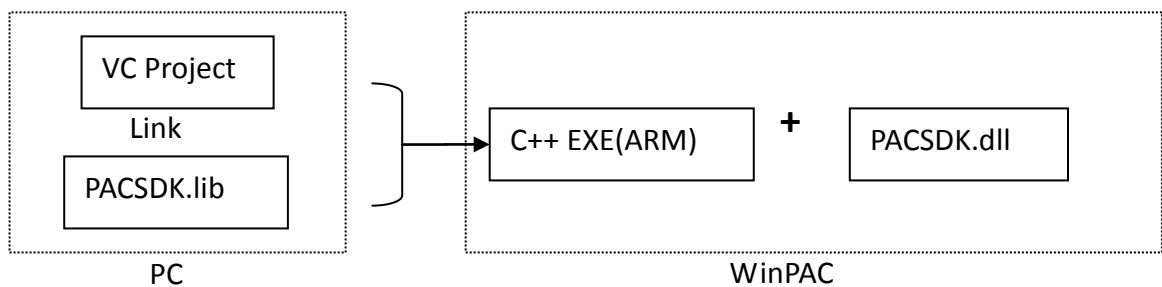 VC Project
Link
PACSDK.lib
PC
C++ EXE(ARM)
+
PACSDK.dll
WinPAC